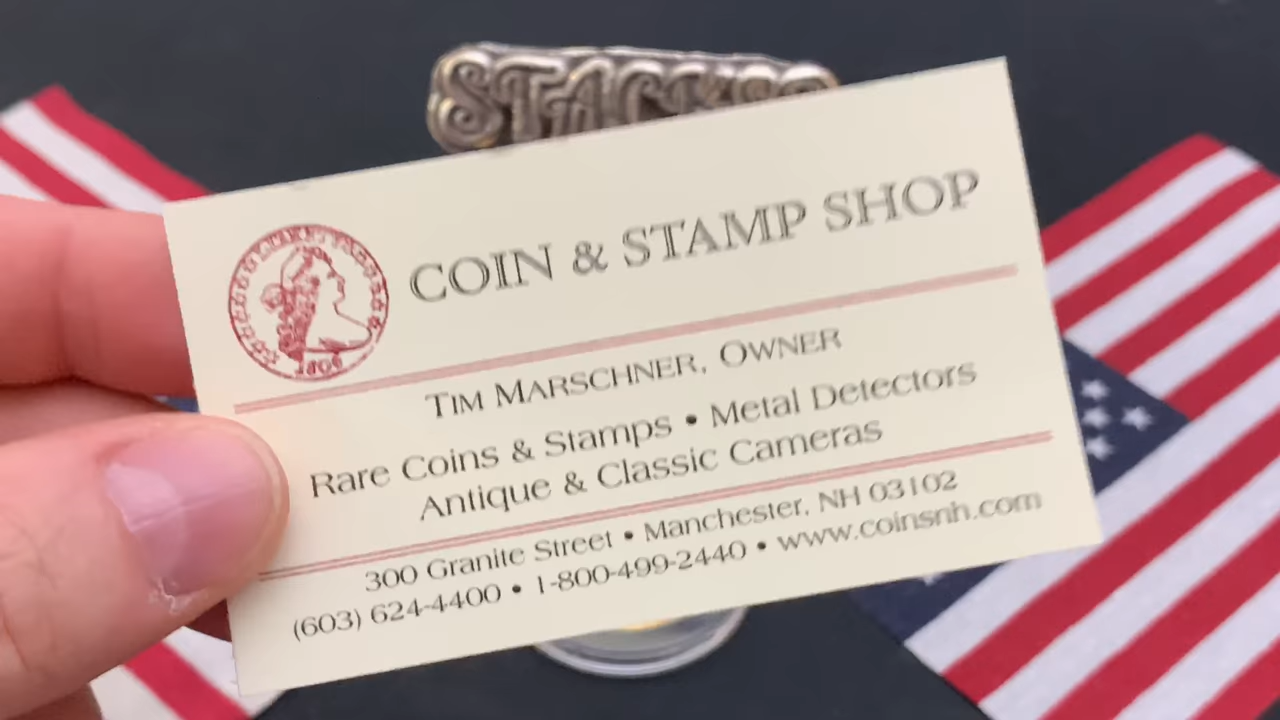 COIN & STAMP SHOP
1806
TIM MARSCHNER, OWNER
Rare Coins & Stamps • Metal Detectors
Antique & Classic Cameras
300 Granite Street • Manchester, NH 03102
(603) 624-4400 • 1-800-499-2440 • www.coinsnh.com